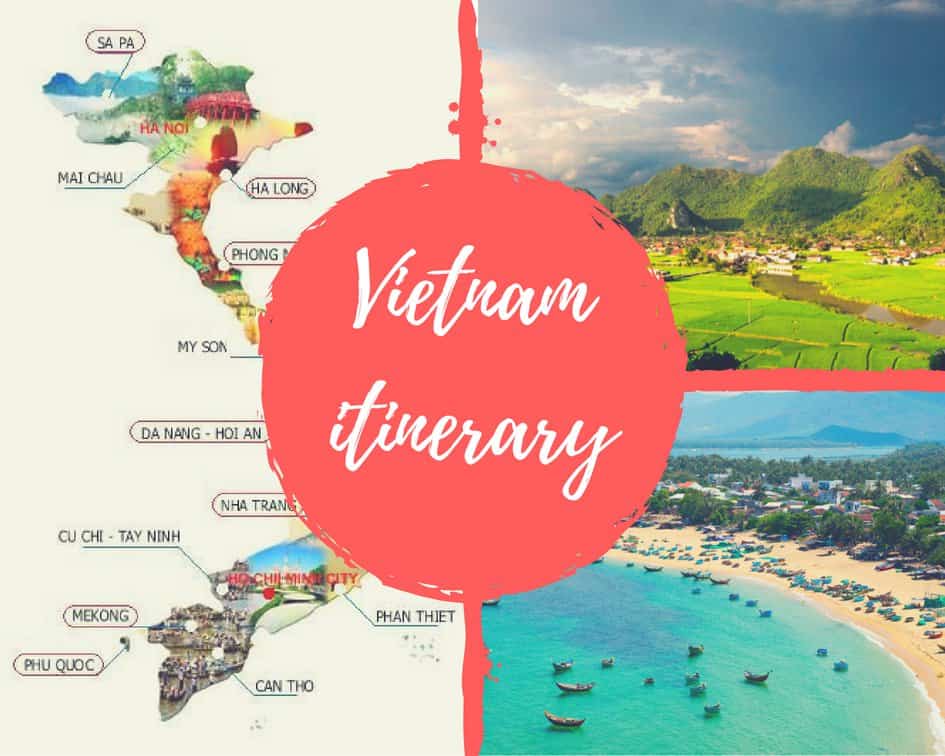 SA PA
HA NOI
MAI CHAU
HA LONG
PHONG
MY SON
DA NANG - HOI AN
NHA TRANG
CU CHI - TAY NINH
HO CHI MINH CITY
MEKONG
PHAN THIET
PHU QUOC
CAN THO
Vietnam
itinerary